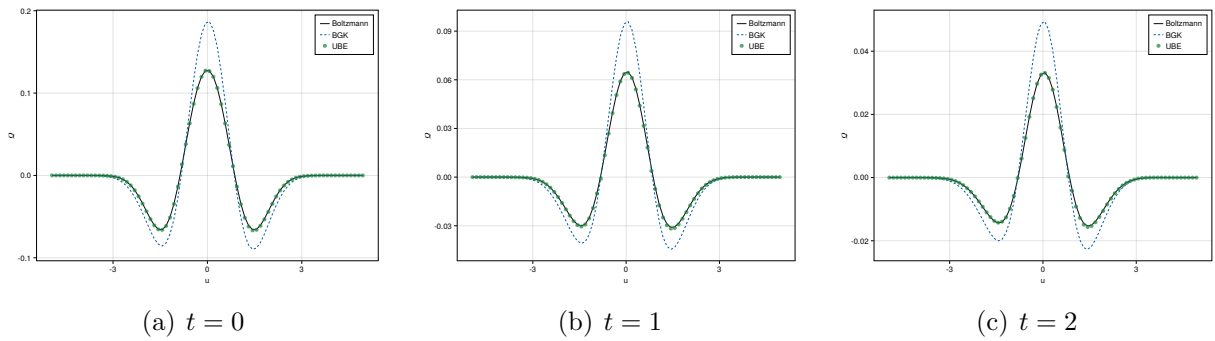 0.2
0.1
0.0
-0.1
-3
0
3
u
Q
Boltzmann
BGK
UBE
(a) t = 0
0.09
0.06
0.03
0.00
-0.03
-3
0
3
u
Q
Boltzmann
BGK
UBE
(b) t = 1
0.04
0.02
0.00
-0.02
-3
0
3
u
Q
Boltzmann
BGK
UBE
(c) t = 2